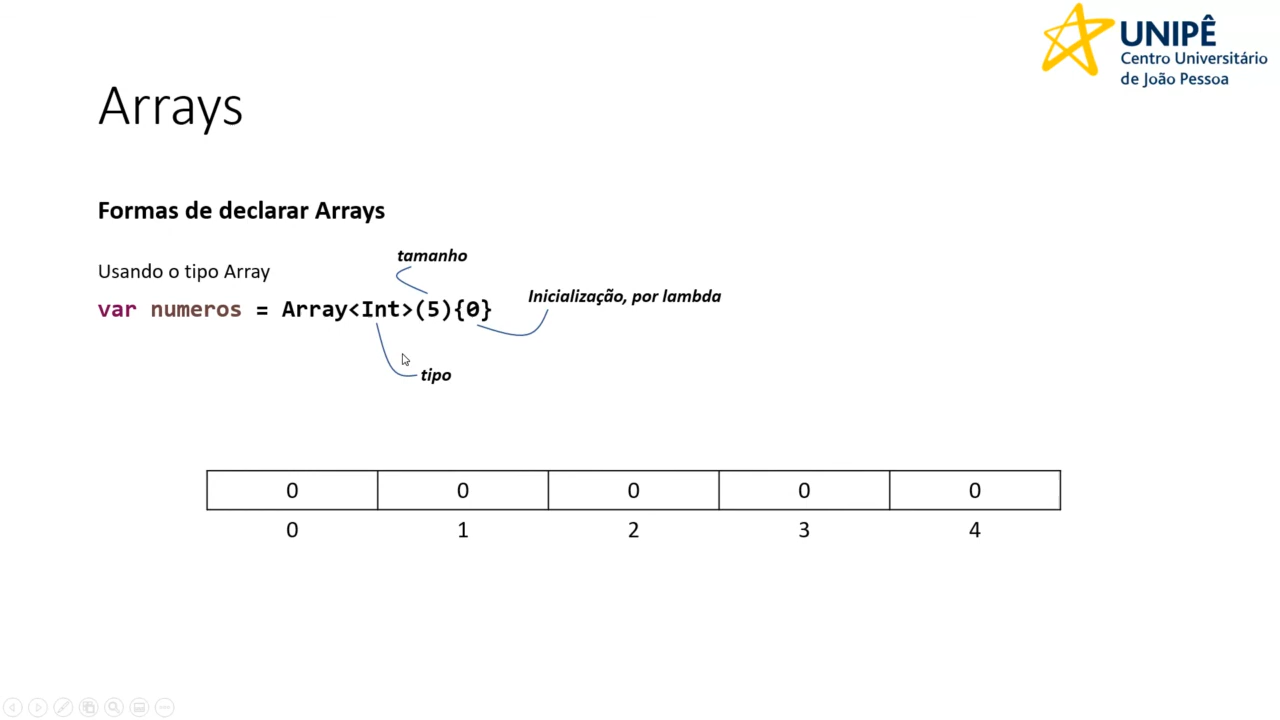 UNIPÊ
Centro Universitário
de João Pessoa
Arrays
Formas de declarar Arrays
tamanho
Usando o tipo Array
Inicialização, por lambda
var numeros = Array<Int>(5){0}
tipo
0 0 0 0 0
0 1 2 3 4